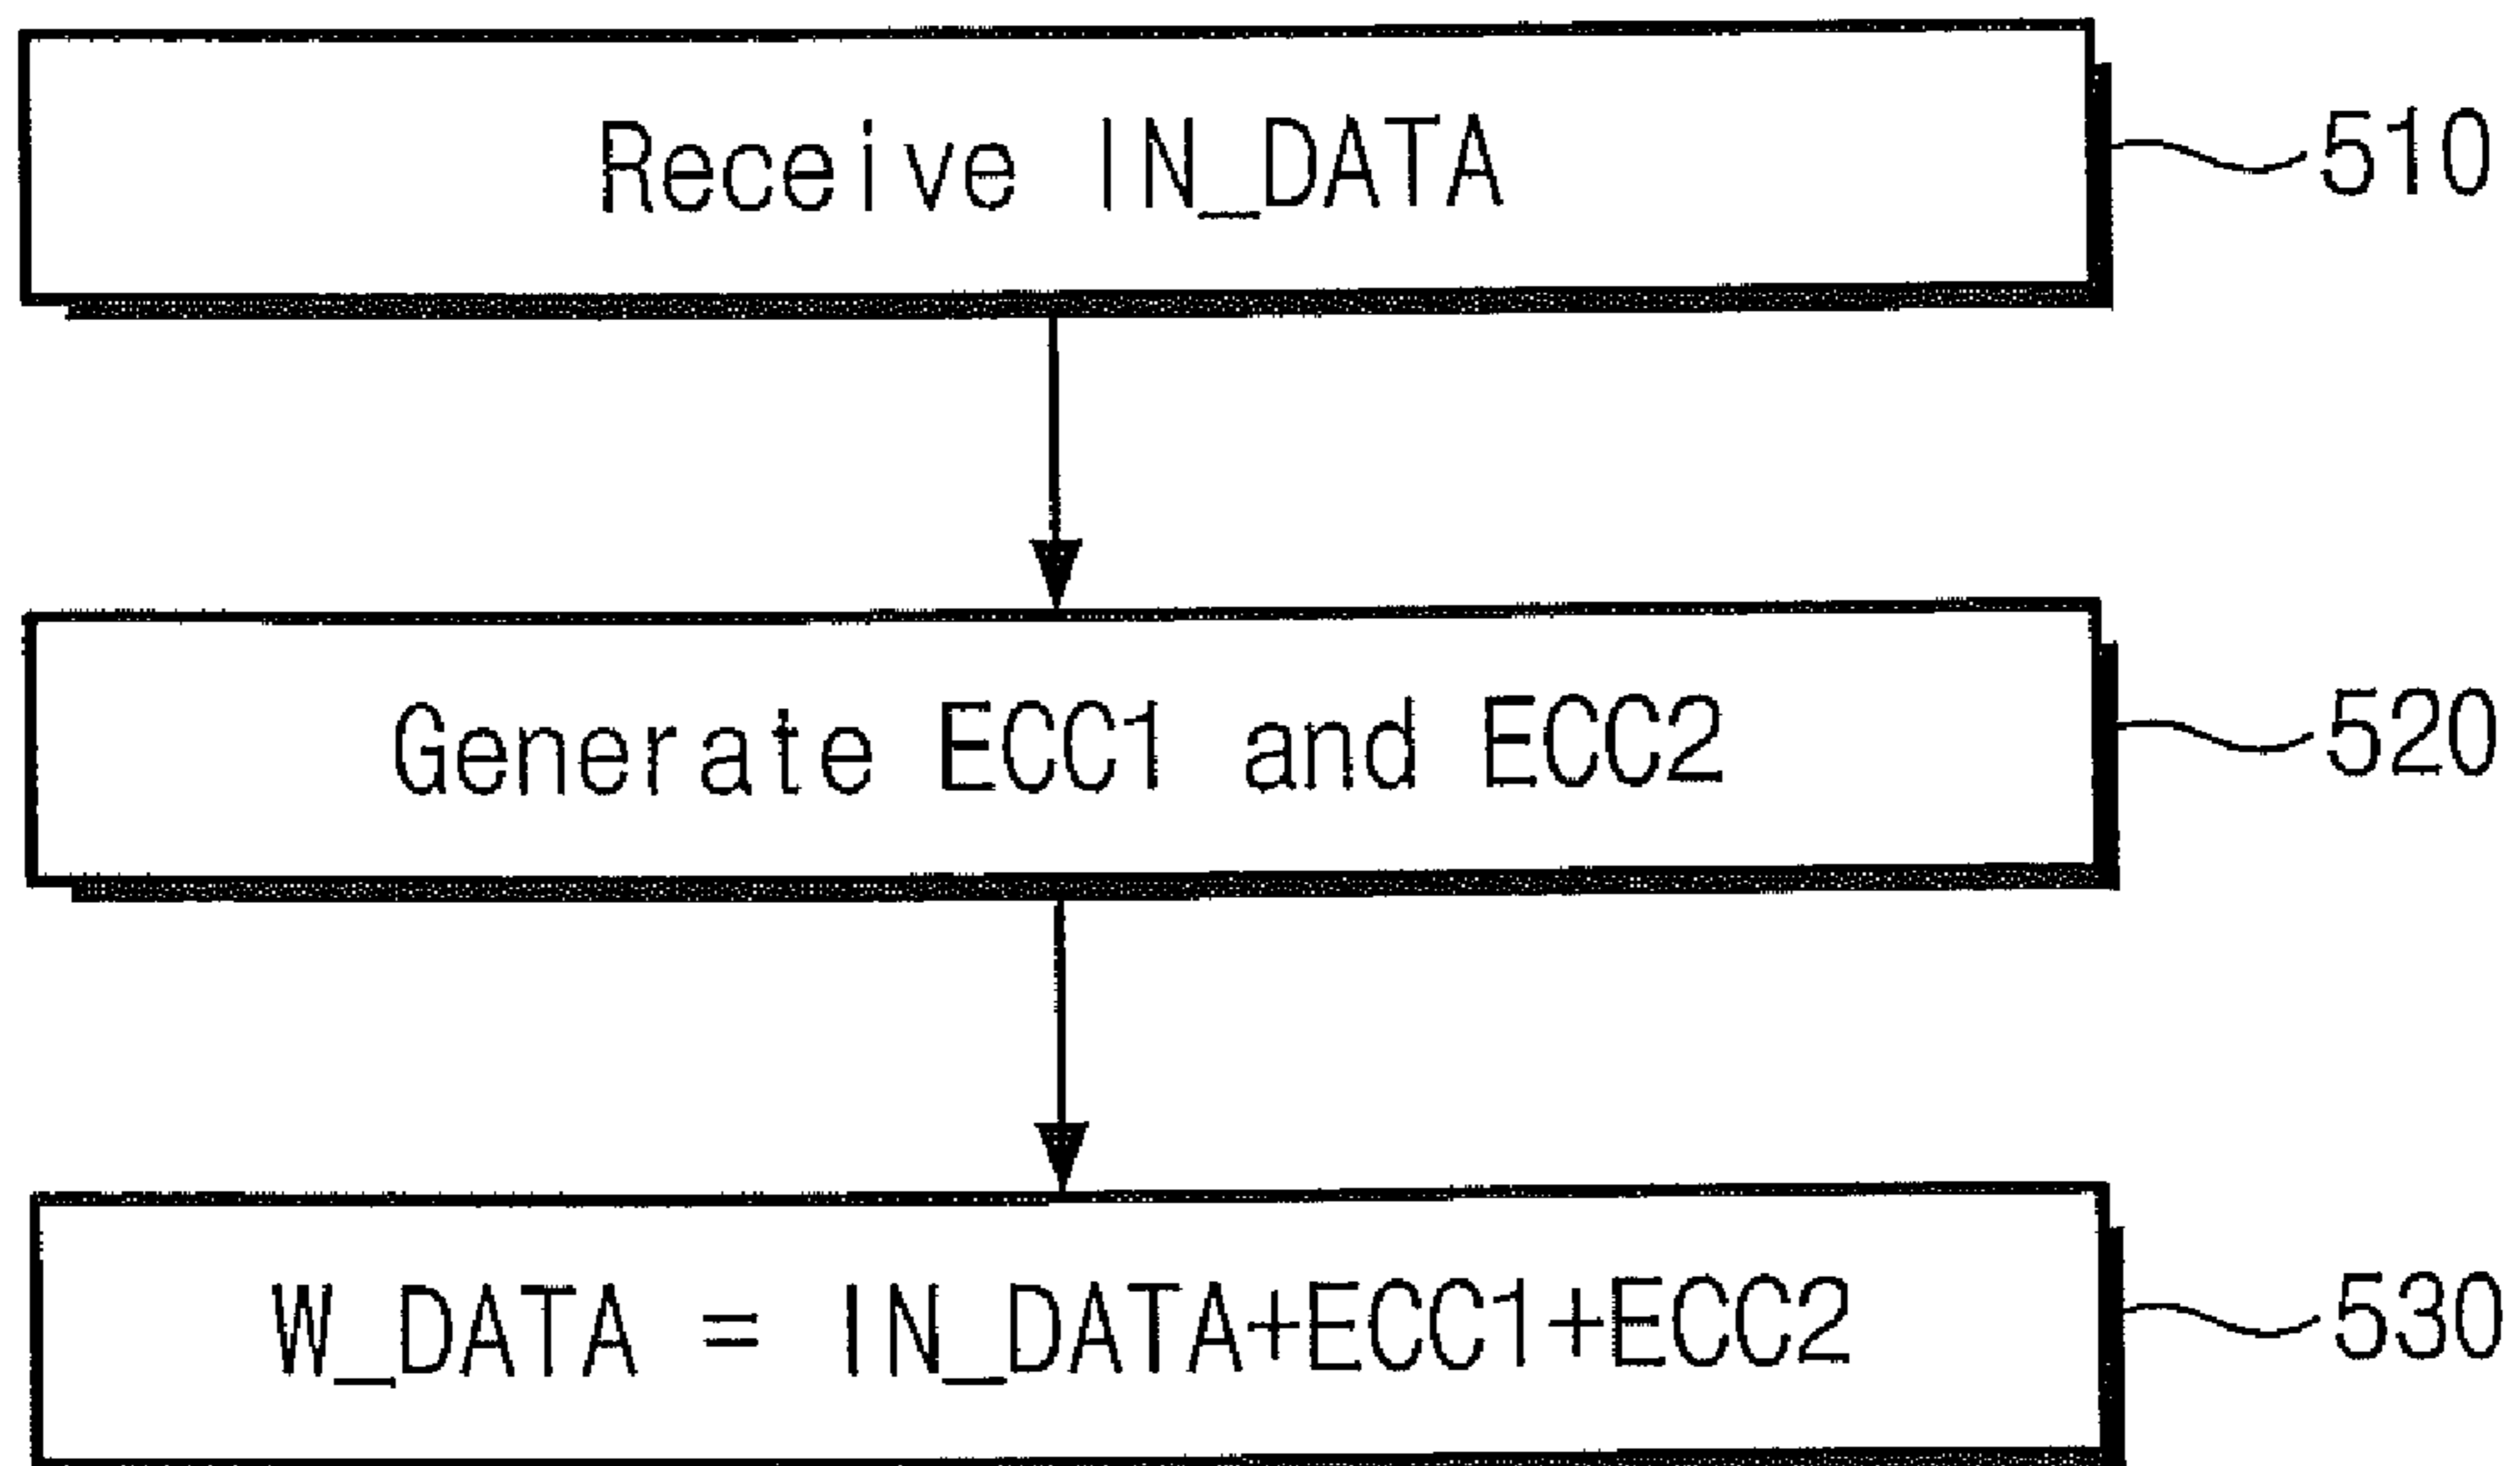 Receive IN_DATA
510
Generate ECC1 and ECC2
520
W_DATA = IN_DATA+ECC1+ECC2
530